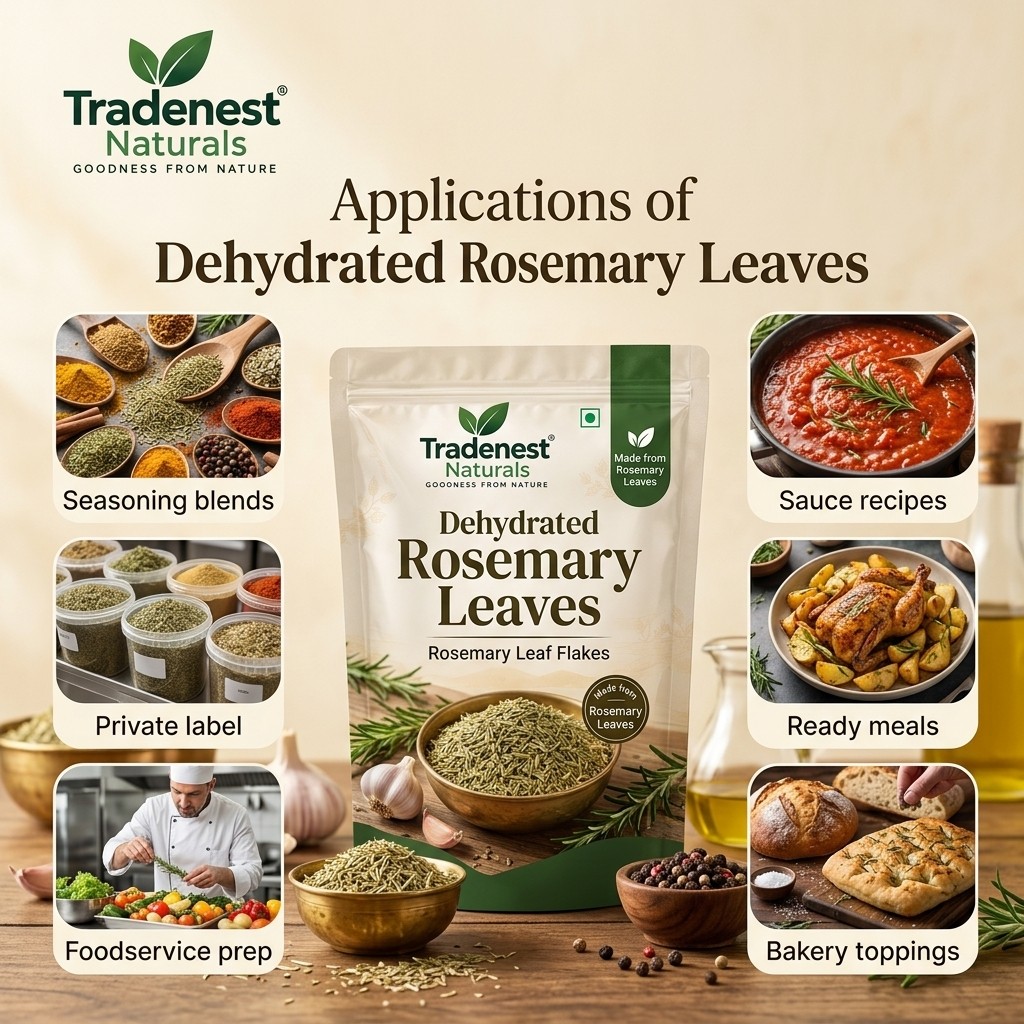 Tradenest®
Naturals
GOODNESS FROM NATURE
Applications of
Dehydrated Rosemary Leaves
Seasoning blends
Private label
Foodservice prep
Tradenest®
Naturals
GOODNESS FROM NATURE
Made from
Rosemary
Leaves
Dehydrated
Rosemary
Leaves
Rosemary Leaf Flakes
Made from
Rosemary
Leaves
Sauce recipes
Ready meals
Bakery toppings